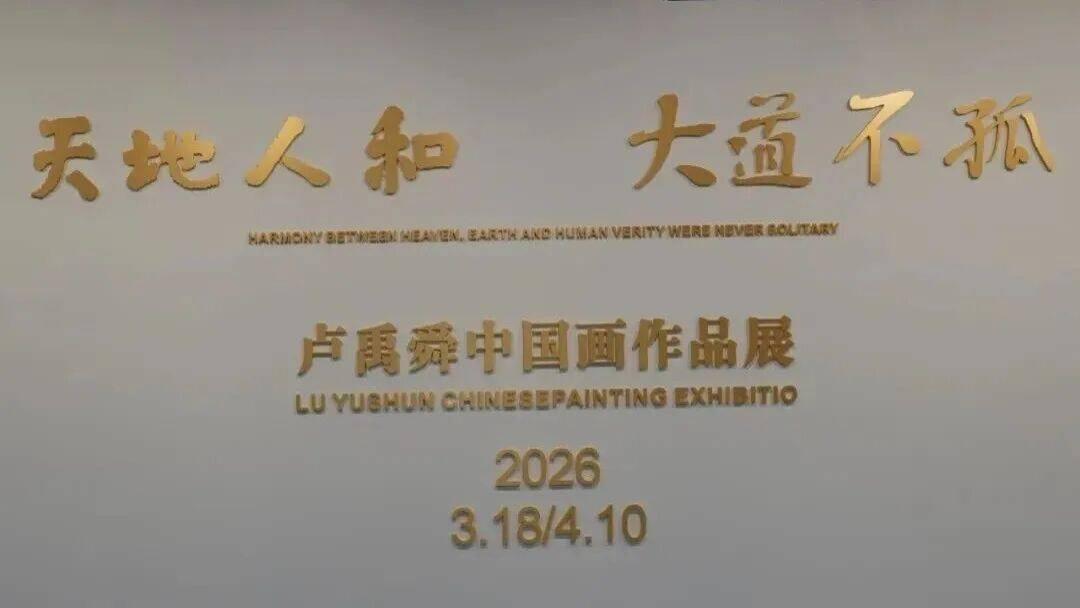 天地人和 大道不孤
HARMONY BETWEEN HEAVEN, EARTH AND HUMAN VERITY WERE NEVER SOLITARY
卢禹舜中国画作品展
LU YUSHUN CHINESEPAINTING EXHIBITIO
2026
3.18/4.10